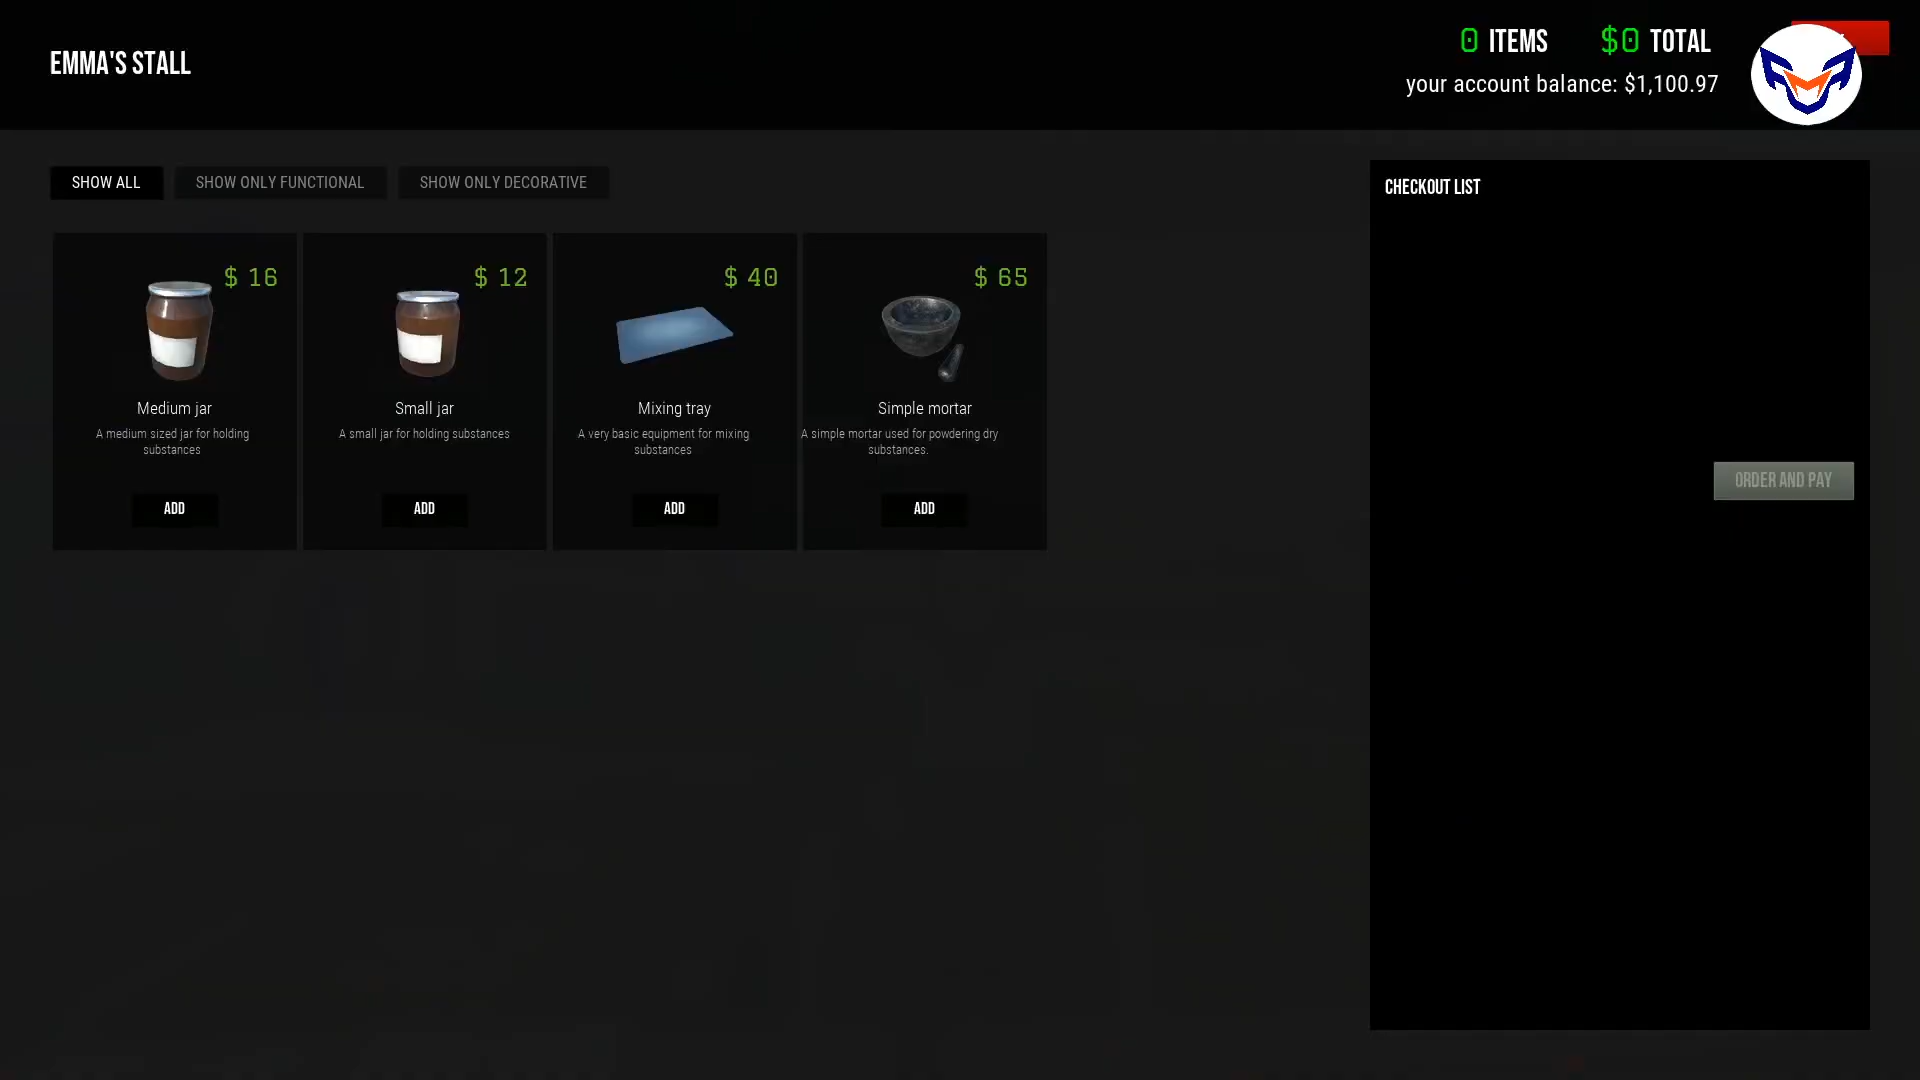 EMMA'S STALL
0 ITEMS $0 TOTAL
your account balance: $1,100.97
SHOW ALL SHOW ONLY FUNCTIONAL SHOW ONLY DECORATIVE
CHECKOUT LIST
$ 16
Medium jar
A medium sized jar for holding
substances
ADD
$ 12
Small jar
A small jar for holding substances
ADD
$ 40
Mixing tray
A very basic equipment for mixing
substances
ADD
$ 65
Simple mortar
A simple mortar used for powdering dry
substances.
ADD
ORDER AND PAY